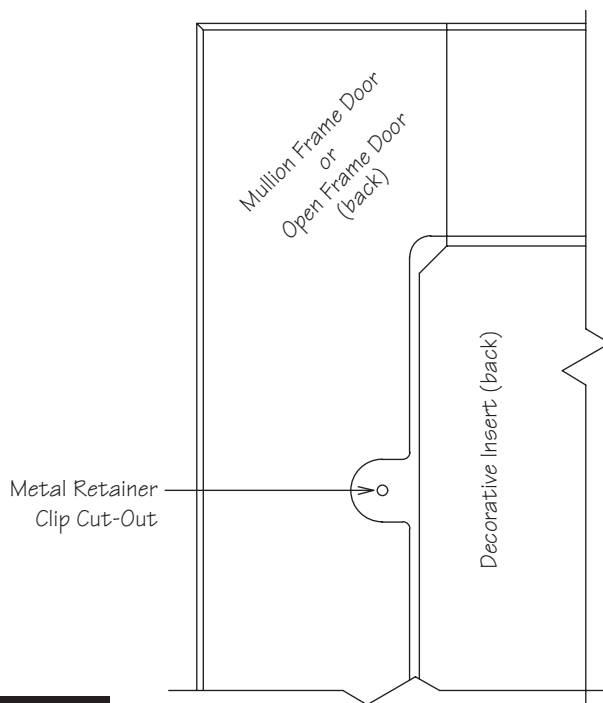 Mullion Frame Door
or
Open Frame Door
(back)
Decorative Insert (back)
Metal Retainer
Clip Cut-Out